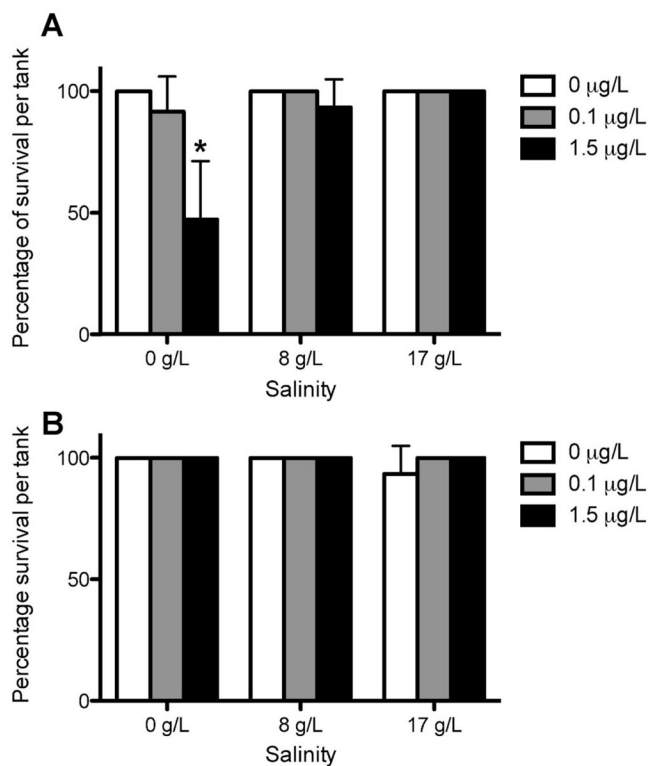 A
Percentage of survival per tank
100
50
0
*
0 g/L 8 g/L 17 g/L
Salinity
0 μg/L
0.1 μg/L
1.5 μg/L
B
Percentage survival per tank
100
50
0
0 g/L 8 g/L 17 g/L
Salinity
0 μg/L
0.1 μg/L
1.5 μg/L